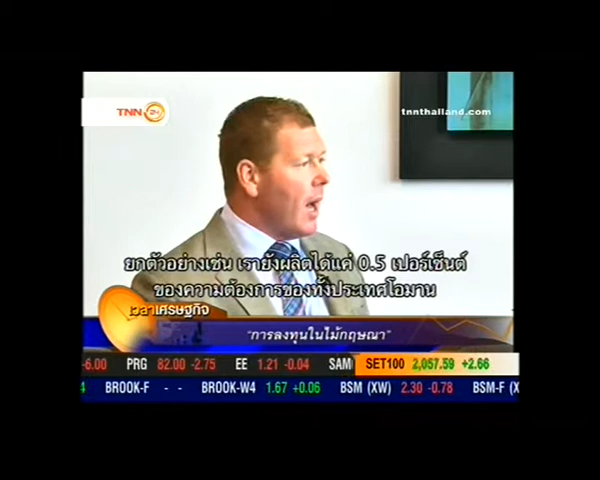 TNN 24
tnnthailand.com
ยกตัวอย่างเช่น เรายังผลิตได้แค่ 0.5 เปอร์เซ็นต์
ของความต้องการของทั้งประเทศโอมาน
เวลาเศรษฐกิจ
"การลงทุนในไม้กฤษณา"
-6.00 PRG 82.00 -2.75 EE 1.21 -0.04 SAM SET100 2,057.59 +2.66
4 BROOK-F - - BROOK-W4 1.67 +0.06 BSM (XW) 2.30 -0.78 BSM-F (X